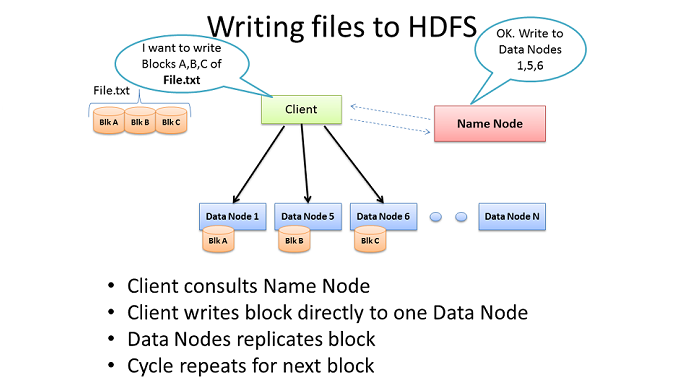 Writing files to HDFS
I want to write
Blocks A,B,C of
File.txt
OK. Write to
Data Nodes
1,5,6
File.txt
Blk A
Blk B
Blk C
Client
Name Node
Data Node 1
Data Node 5
Data Node 6
Data Node N
Blk A
Blk B
Blk C
• Client consults Name Node
• Client writes block directly to one Data Node
• Data Nodes replicates block
• Cycle repeats for next block